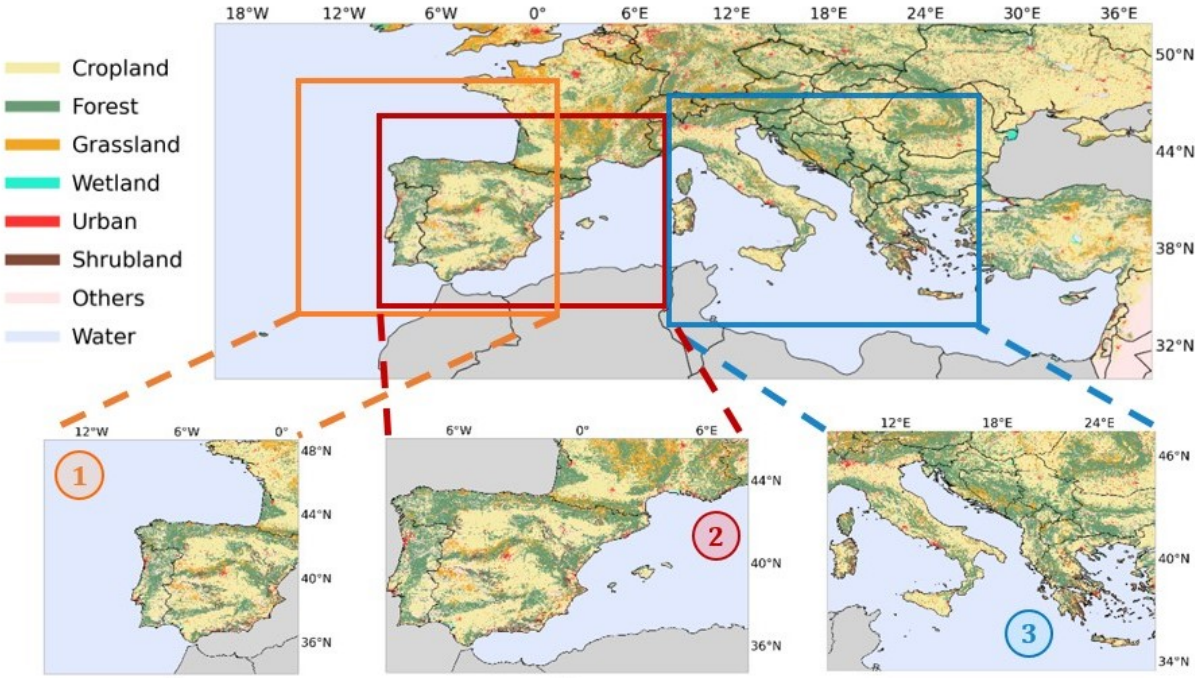 18°W 12°W 6°W 0° 6°E 12°E 18°E 24°E 30°E 36°E
50°N
44°N
38°N
32°N
Cropland
Forest
Grassland
Wetland
Urban
Shrubland
Others
Water
12°W 6°W 0°
48°N
44°N
40°N
36°N
1
6°W 0° 6°E
44°N
40°N
36°N
2
12°E 18°E 24°E
46°N
40°N
34°N
3